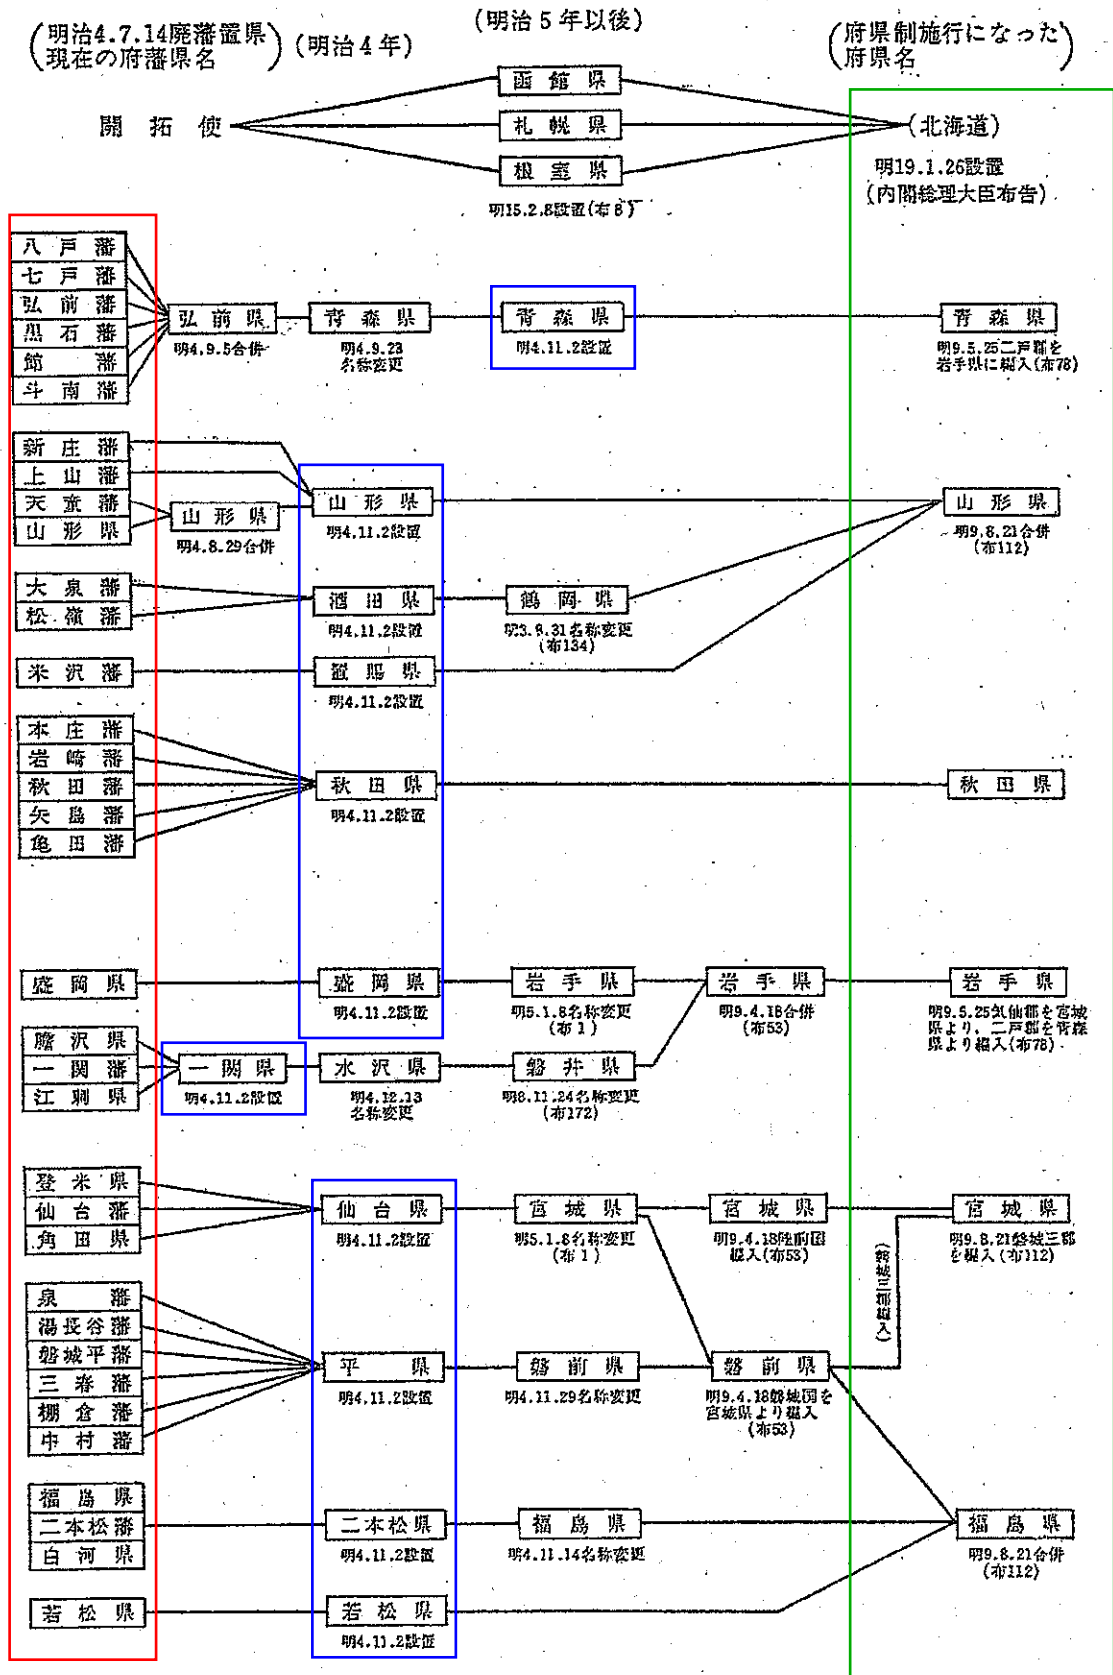 (明治4.7.14廃藩置県
現在の府藩県名)
(明治4年)
(明治5年以後)
(府県制施行になった
府県名)
開拓使
函館県
札幌県
根室県
明15.2.8設置(布8)
(北海道)
明19.1.26設置
(内閣総理大臣布告)
八戸藩
七戸藩
弘前藩
黒石藩
館藩
斗南藩
弘前県
明4.9.5合併
青森県
明4.9.23
名称変更
青森県
明4.11.2設置
青森県
明9.5.25二戸郡を
岩手県に編入(布78)
新庄藩
上山藩
天童藩
山形県
山形県
明4.8.29合併
山形県
明4.11.2設置
山形県
明9.8.21合併
(布112)
大泉藩
松嶺藩
酒田県
明4.11.2設置
鶴岡県
明3.8.31名称変更
(布134)
米沢藩
置賜県
明4.11.2設置
本庄藩
岩崎藩
秋田藩
矢島藩
亀田藩
秋田県
明4.11.2設置
秋田県
盛岡県
盛岡県
明4.11.2設置
岩手県
明5.1.8名称変更
(布1)
岩手県
明9.4.18合併
(布53)
岩手県
明9.5.25気仙郡を宮城
県より,二戸郡を青森
県より編入(布78)
胆沢県
一関藩
江刺県
一関県
明4.11.2設置
水沢県
明4.12.13
名称変更
磐井県
明8.11.24名称変更
(布172)
登米県
仙台藩
角田県
仙台県
明4.11.2設置
宮城県
明5.1.8名称変更
(布1)
宮城県
明9.4.18陸前国
編入(布53)
(磐城三郡編入)
宮城県
明9.8.21磐城三郡
を編入(布112)
泉藩
湯長谷藩
磐城平藩
三春藩
棚倉藩
中村藩
平県
明4.11.2設置
磐前県
明4.11.29名称変更
磐前県
明9.4.18磐城国を
宮城県より編入
(布53)
福島県
二本松藩
白河県
二本松県
明4.11.2設置
福島県
明4.11.14名称変更
福島県
明9.8.21合併
(布112)
若松県
若松県
明4.11.2設置